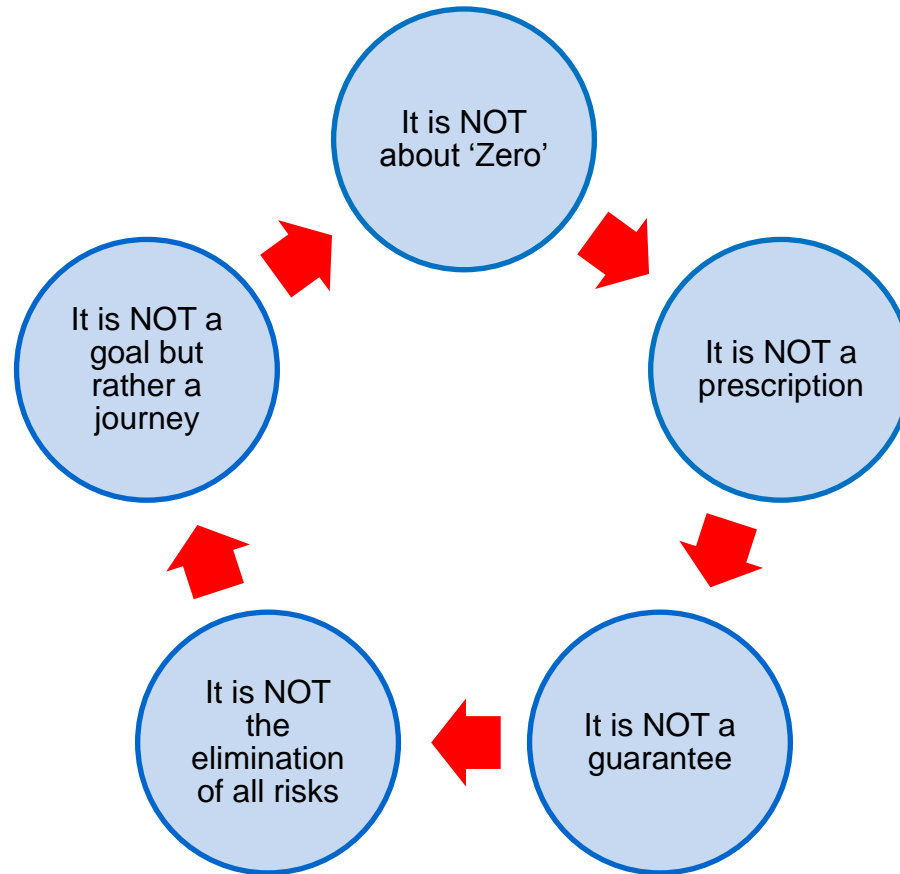 It is NOT
about ‘Zero’
It is NOT a
prescription
It is NOT a
guarantee
It is NOT
the
elimination
of all risks
It is NOT a
goal but
rather a
journey